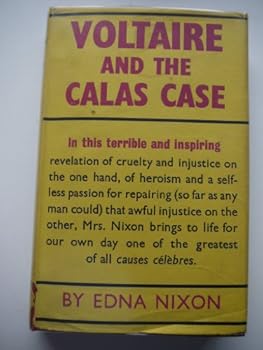 VOLTAIRE
AND THE
CALAS CASE
In this terrible and inspiring
revelation of cruelty and injustice on
the one hand, of heroism and a self-
less passion for repairing (so far as any
man could) that awful injustice on the
other, Mrs. Nixon brings to life for
our own day one of the greatest
of all causes célèbres.
BY EDNA NIXON